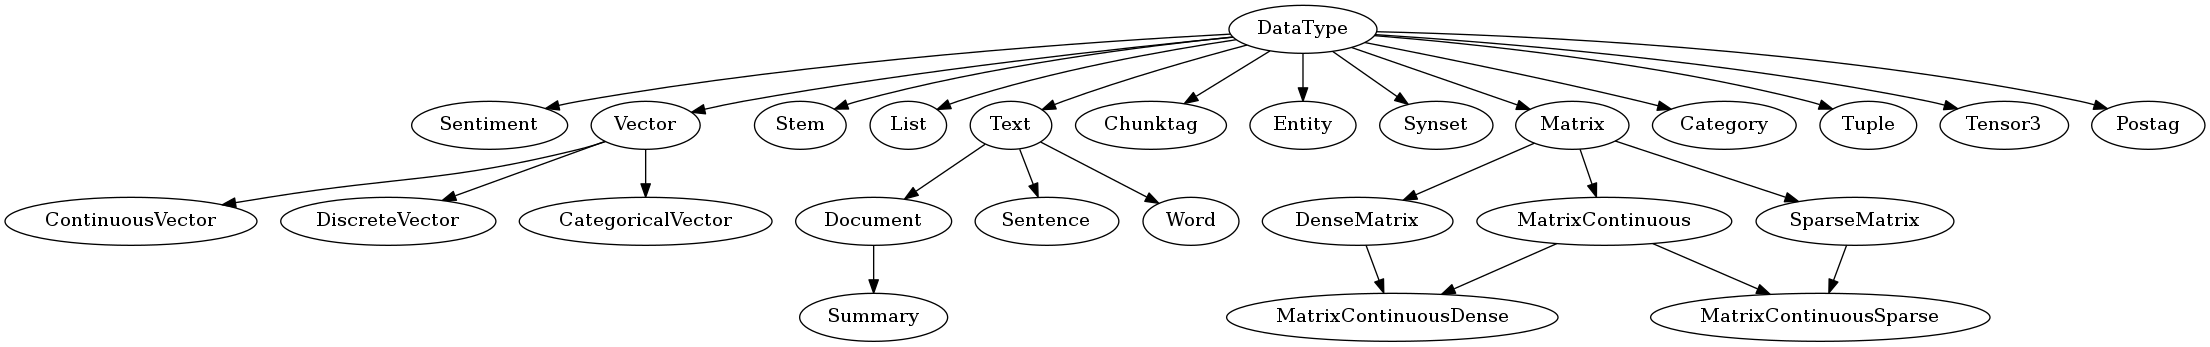 DataType
Sentiment
Vector
Stem
List
Text
Chunktag
Entity
Synset
Matrix
Category
Tuple
Tensor3
Postag
ContinuousVector
DiscreteVector
CategoricalVector
Document
Sentence
Word
DenseMatrix
MatrixContinuous
SparseMatrix
Summary
MatrixContinuousDense
MatrixContinuousSparse